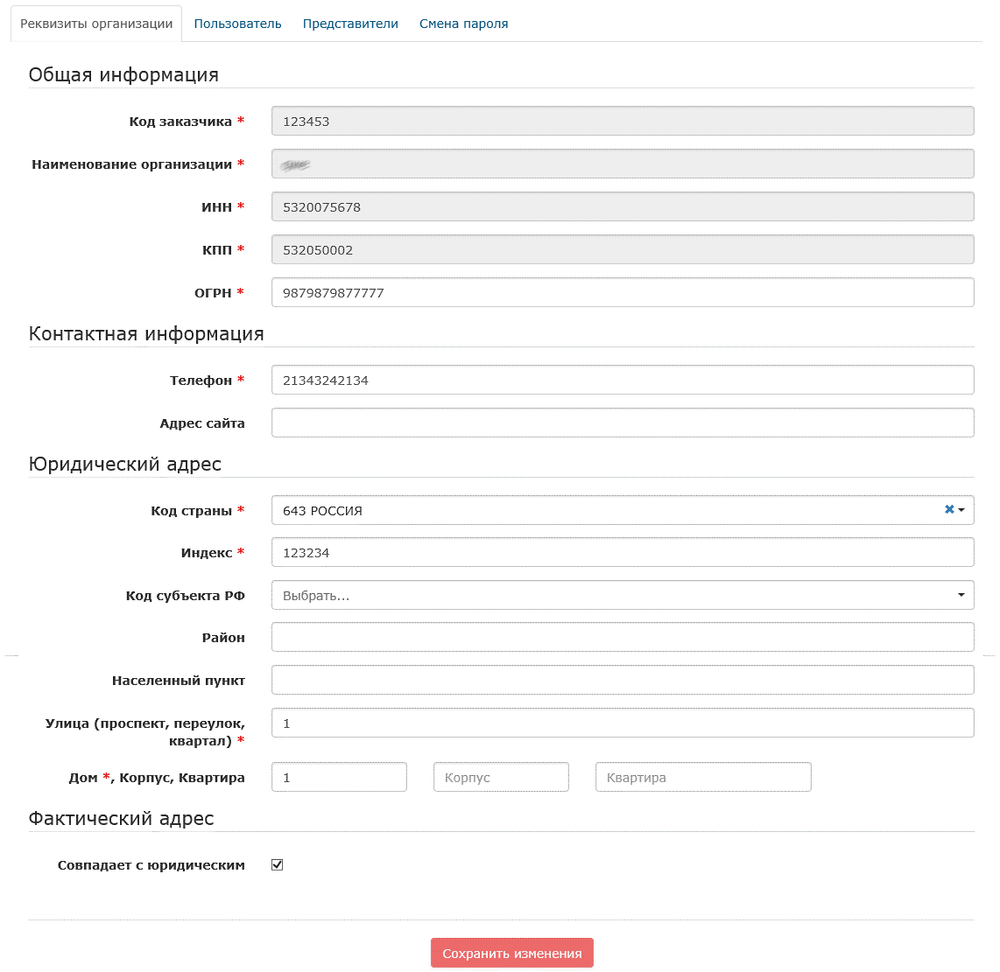 Реквизиты организации Пользователь Представители Смена пароля
Общая информация
Код заказчика * 123453
Наименование организации *
ИНН * 5320075678
КПП * 532050002
ОГРН * 9879879877777
Контактная информация
Телефон * 21343242134
Адрес сайта
Юридический адрес
Код страны * 643 РОССИЯ
Индекс * 123234
Код субъекта РФ Выбрать...
Район
Населенный пункт
Улица (проспект, переулок, 1
квартал) *
Дом *, Корпус, Квартира 1 Корпус Квартира
Фактический адрес
Совпадает с юридическим
Сохранить изменения